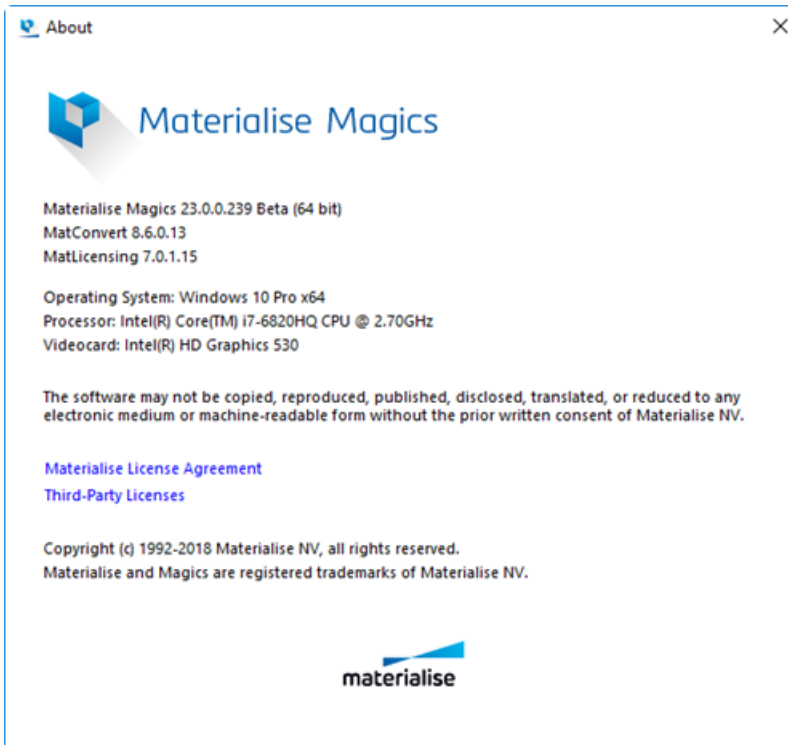 About
Materialise Magics
Materialise Magics 23.0.0.239 Beta (64 bit)
MatConvert 8.6.0.13
MatLicensing 7.0.1.15
Operating System: Windows 10 Pro x64
Processor: Intel(R) Core(TM) i7-6820HQ CPU @ 2.70GHz
Videocard: Intel(R) HD Graphics 530
The software may not be copied, reproduced, published, disclosed, translated, or reduced to any
electronic medium or machine-readable form without the prior written consent of Materialise NV.
Materialise License Agreement
Third-Party Licenses
Copyright (c) 1992-2018 Materialise NV, all rights reserved.
Materialise and Magics are registered trademarks of Materialise NV.
materialise